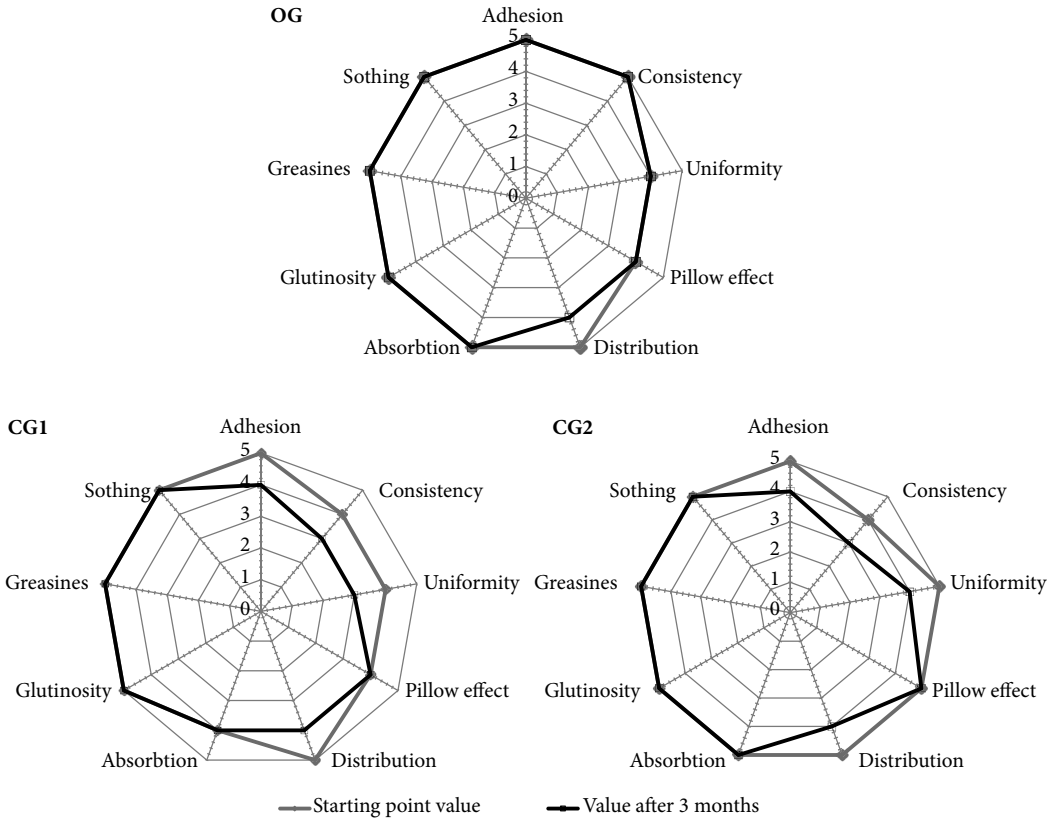 OG
Adhesion
Consistency
Uniformity
Pillow effect
Distribution
Absorbtion
Glutinosity
Greasines
Sothing
5
4
3
2
1
0
CG1
Adhesion
Consistency
Uniformity
Pillow effect
Distribution
Absorbtion
Glutinosity
Greasines
Sothing
5
4
3
2
1
0
CG2
Adhesion
Consistency
Uniformity
Pillow effect
Distribution
Absorbtion
Glutinosity
Greasines
Sothing
5
4
3
2
1
0
Starting point value
Value after 3 months